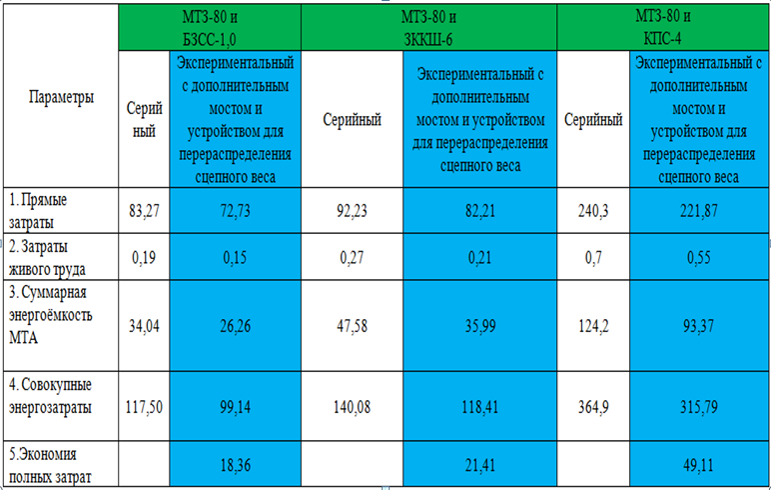 Параметры
МТЗ-80 и
БЗСС-1,0
МТЗ-80 и
ЗККШ-6
МТЗ-80 и
КПС-4
Серий
ный
Экспериментальный
с дополнительным
мостом и
устройством для
перераспределения
сцепного веса
Серийный
Экспериментальный с
дополнительным
мостом и устройством
для перераспределения
сцепного веса
Серийный
Экспериментальный с
дополнительным
мостом и
устройством для
перераспределения
сцепного веса
1. Прямые
затраты
83,27
72,73
92,23
82,21
240,3
221,87
2. Затраты
живого труда
0,19
0,15
0,27
0,21
0,7
0,55
3. Суммарная
энергоёмкость
МТА
34,04
26,26
47,58
35,99
124,2
93,37
4. Совокупные
энергозатраты
117,50
99,14
140,08
118,41
364,9
315,79
5.Экономия
полных затрат
18,36
21,41
49,11